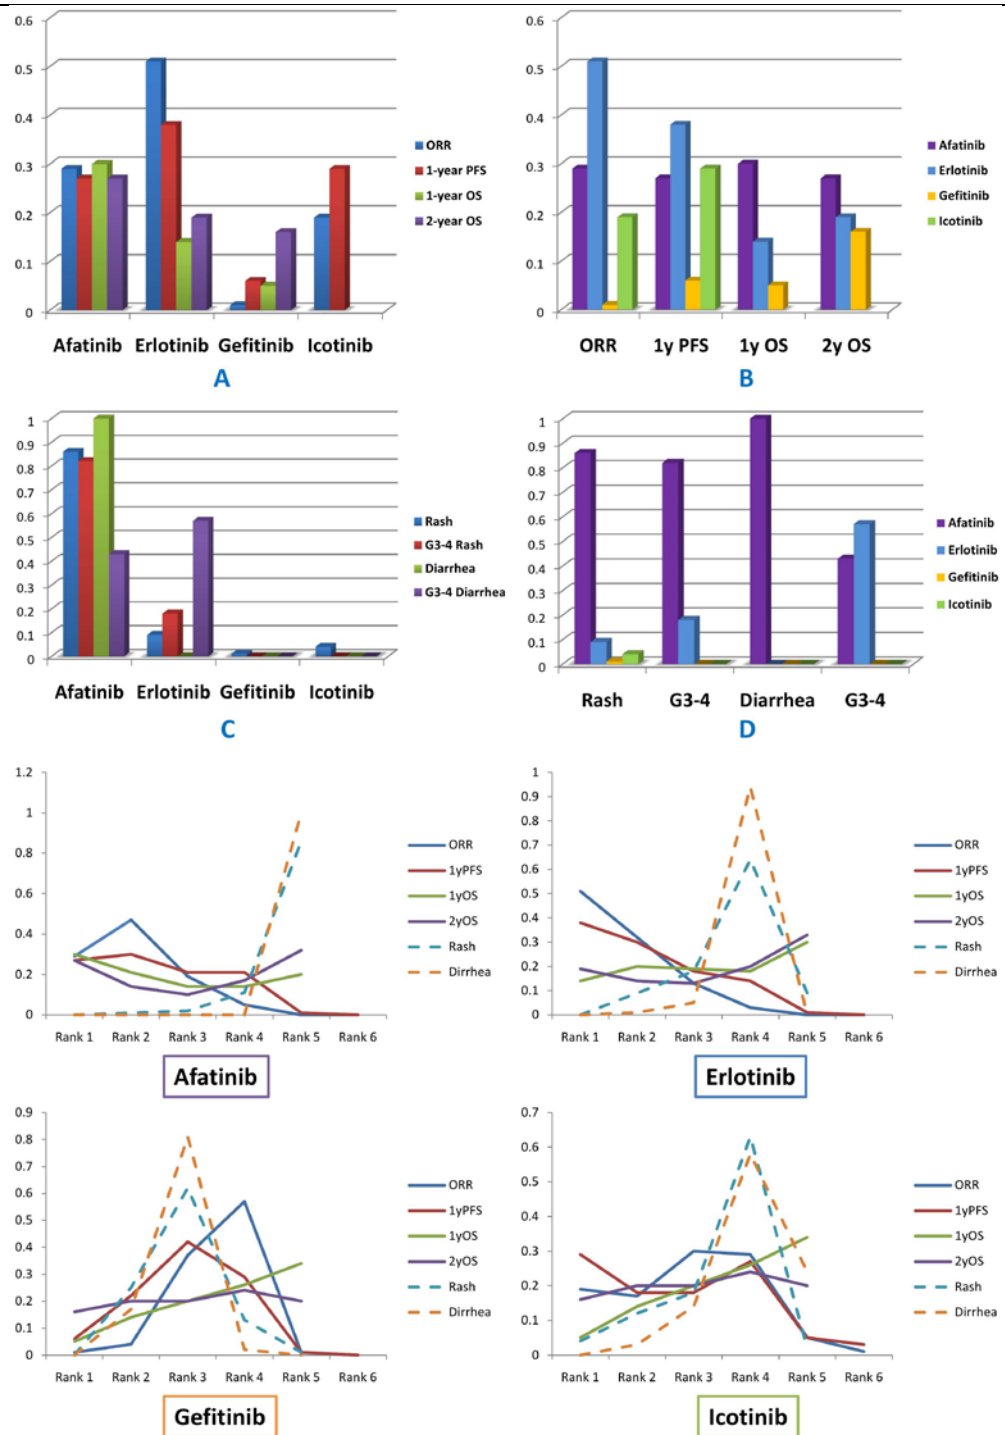 0.6
0.5
0.4
0.3
0.2
0.1
0
ORR
1-year PFS
1-year OS
2-year OS
Afatinib Erlotinib Gefitinib Icotinib
A
0.6
0.5
0.4
0.3
0.2
0.1
0
Afatinib
Erlotinib
Gefitinib
Icotinib
ORR 1y PFS 1y OS 2y OS
B
1
0.9
0.8
0.7
0.6
0.5
0.4
0.3
0.2
0.1
0
Rash
G3-4 Rash
Diarrhea
G3-4 Diarrhea
Afatinib Erlotinib Gefitinib Icotinib
C
1
0.9
0.8
0.7
0.6
0.5
0.4
0.3
0.2
0.1
0
Afatinib
Erlotinib
Gefitinib
Icotinib
Rash G3-4 Diarrhea G3-4
D
1.2
1
0.8
0.6
0.4
0.2
0
ORR
1yPFS
1yOS
2yOS
Rash
Dirrhea
Rank 1 Rank 2 Rank 3 Rank 4 Rank 5 Rank 6
Afatinib
1
0.9
0.8
0.7
0.6
0.5
0.4
0.3
0.2
0.1
0
ORR
1yPFS
1yOS
2yOS
Rash
Dirrhea
Rank 1 Rank 2 Rank 3 Rank 4 Rank 5 Rank 6
Erlotinib
0.9
0.8
0.7
0.6
0.5
0.4
0.3
0.2
0.1
0
ORR
1yPFS
1yOS
2yOS
Rash
Dirrhea
Rank 1 Rank 2 Rank 3 Rank 4 Rank 5 Rank 6
Gefitinib
0.7
0.6
0.5
0.4
0.3
0.2
0.1
0
ORR
1yPFS
1yOS
2yOS
Rash
Dirrhea
Rank 1 Rank 2 Rank 3 Rank 4 Rank 5 Rank 6
Icotinib